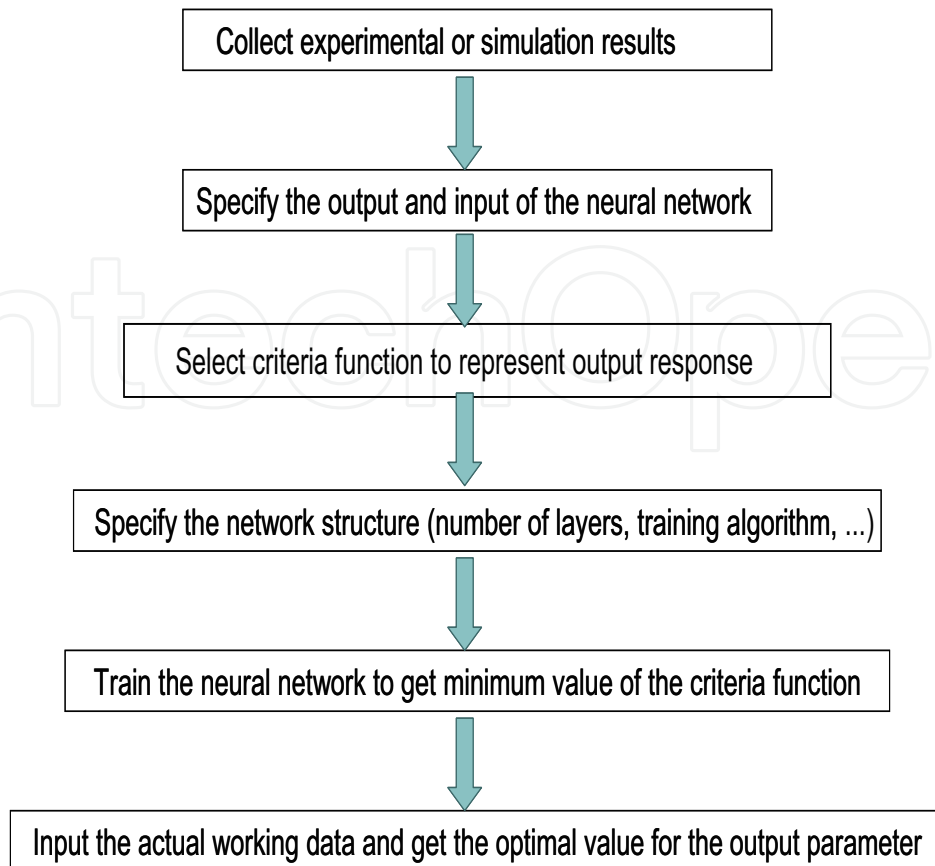 Collect experimental or simulation results
Specify the output and input of the neural network
ntechOpe
Select criteria function to represent output response
Specify the network structure (number of layers, training algorithm, ...)
Train the neural network to get minimum value of the criteria function
Input the actual working data and get the optimal value for the output parameter